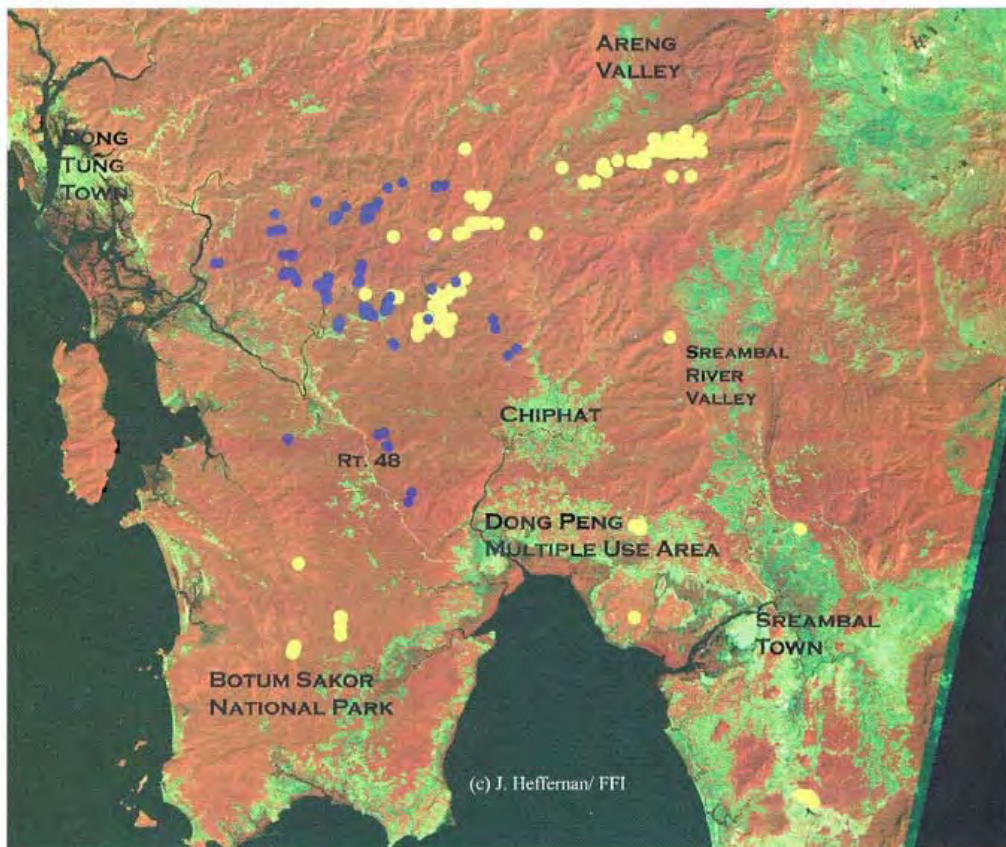 ARENG
VALLEY
DONG
TUNG
TOWN
SREAMBAL
RIVER
VALLEY
CHIPHAT
RT. 48
DONG PENG
MULTIPLE USE AREA
SREAMBAL
TOWN
BOTUM SAKOR
NATIONAL PARK
(c) J. Heffernan/ FFI